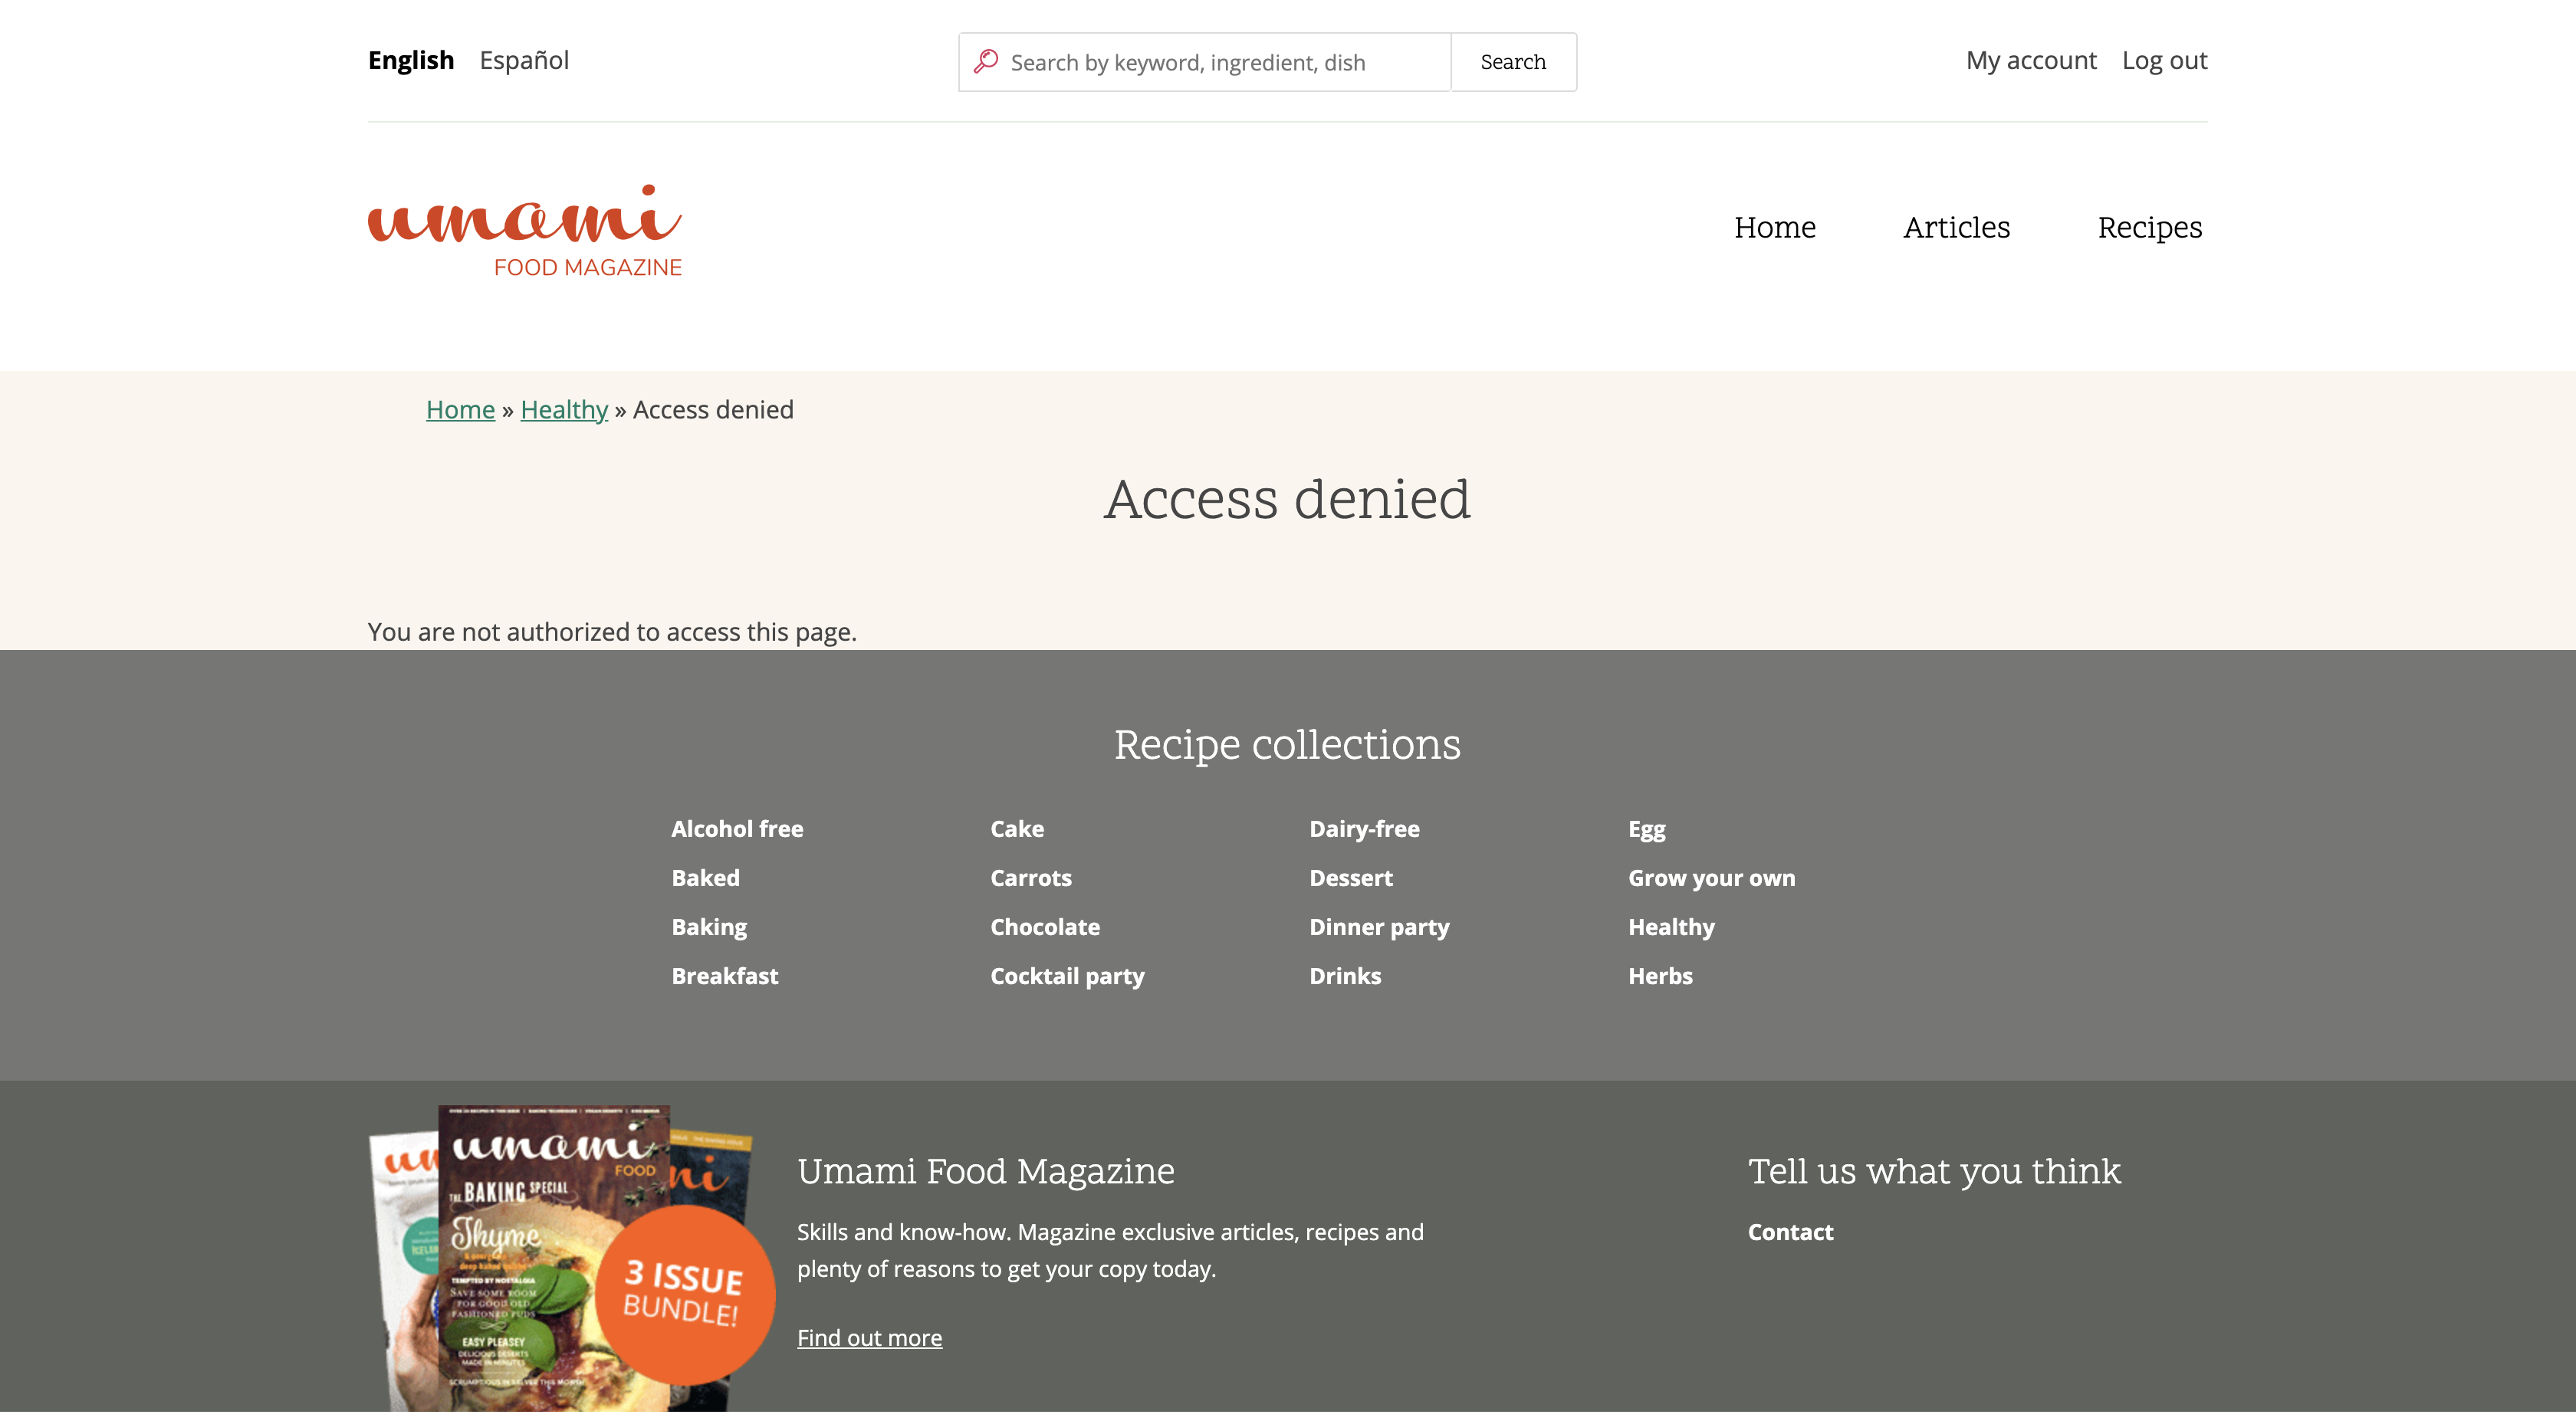 English Español
Search by keyword, ingredient, dish
Search
My account Log out
umami
FOOD MAGAZINE
Home Articles Recipes
Home » Healthy » Access denied
Access denied
You are not authorized to access this page.
Recipe collections
Alcohol free
Baked
Baking
Breakfast
Cake
Carrots
Chocolate
Cocktail party
Dairy-free
Dessert
Dinner party
Drinks
Egg
Grow your own
Healthy
Herbs
umami
FOOD
THE BAKING SPECIAL
Thyme
TEMPTED BY NOSTALGIA
SAVE SOME ROOM
FOR GOOD OLD
FASHIONED PUDS
EASY PLEASEY
DELICIOUS DESERTS
MADE IN MINUTES
3 ISSUE
BUNDLE!
Umami Food Magazine
Skills and know-how. Magazine exclusive articles, recipes and
plenty of reasons to get your copy today.
Find out more
Tell us what you think
Contact